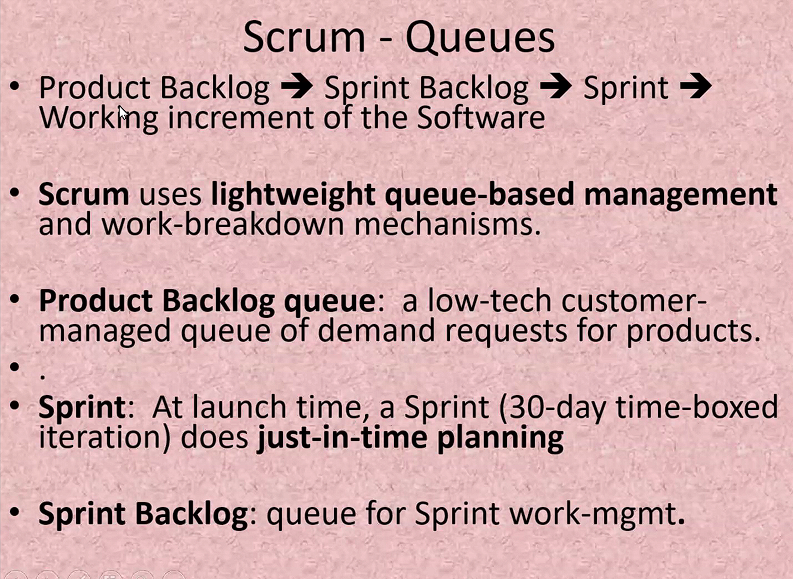 Scrum - Queues
• Product Backlog ➔ Sprint Backlog ➔ Sprint ➔
Working increment of the Software
• Scrum uses lightweight queue-based management
and work-breakdown mechanisms.
• Product Backlog queue:  a low-tech customer-
managed queue of demand requests for products.
• .
• Sprint:  At launch time, a Sprint (30-day time-boxed
iteration) does just-in-time planning
• Sprint Backlog: queue for Sprint work-mgmt.